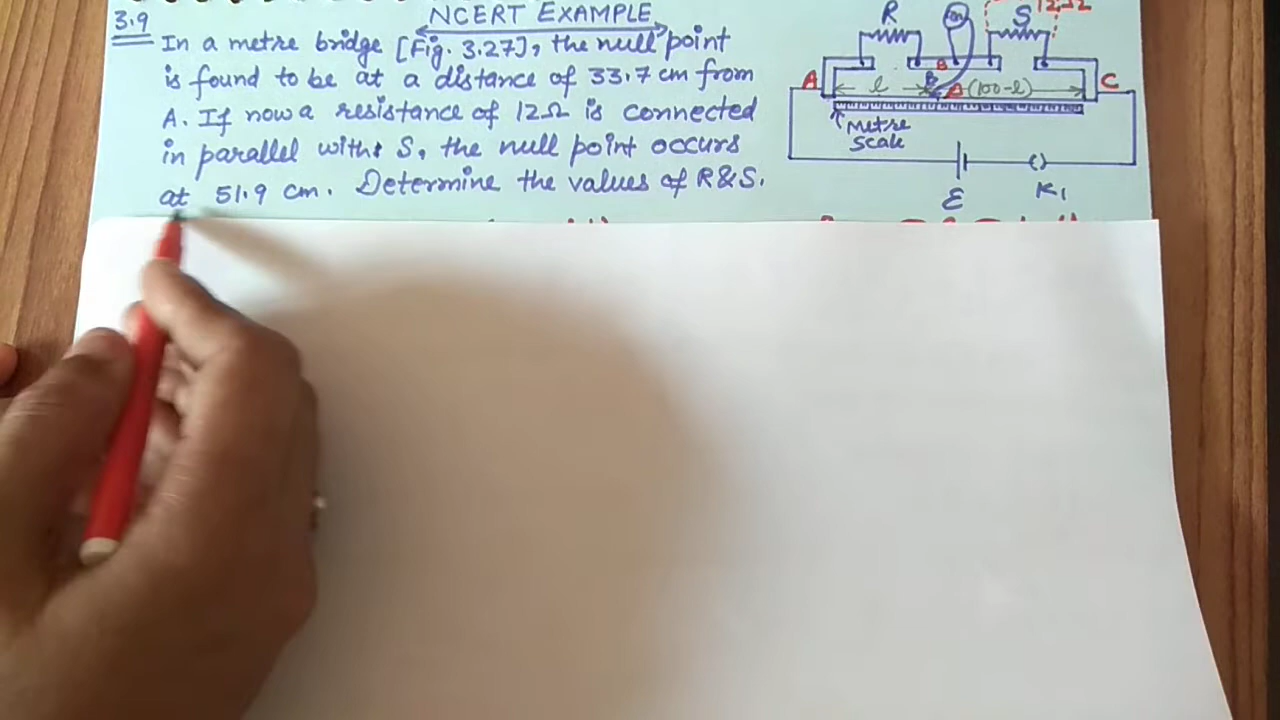 NCERT EXAMPLE
3.9
In a metre bridge [Fig. 3.27], the null point
is found to be at a distance of 33.7 cm from
A. If now a resistance of 12Ω is connected
in parallel with S, the null point occurs
at 51.9 cm. Determine the values of R&S.
R
S
12Ω
B
A
C
l
(100-l)
Metre
scale
ε
K1